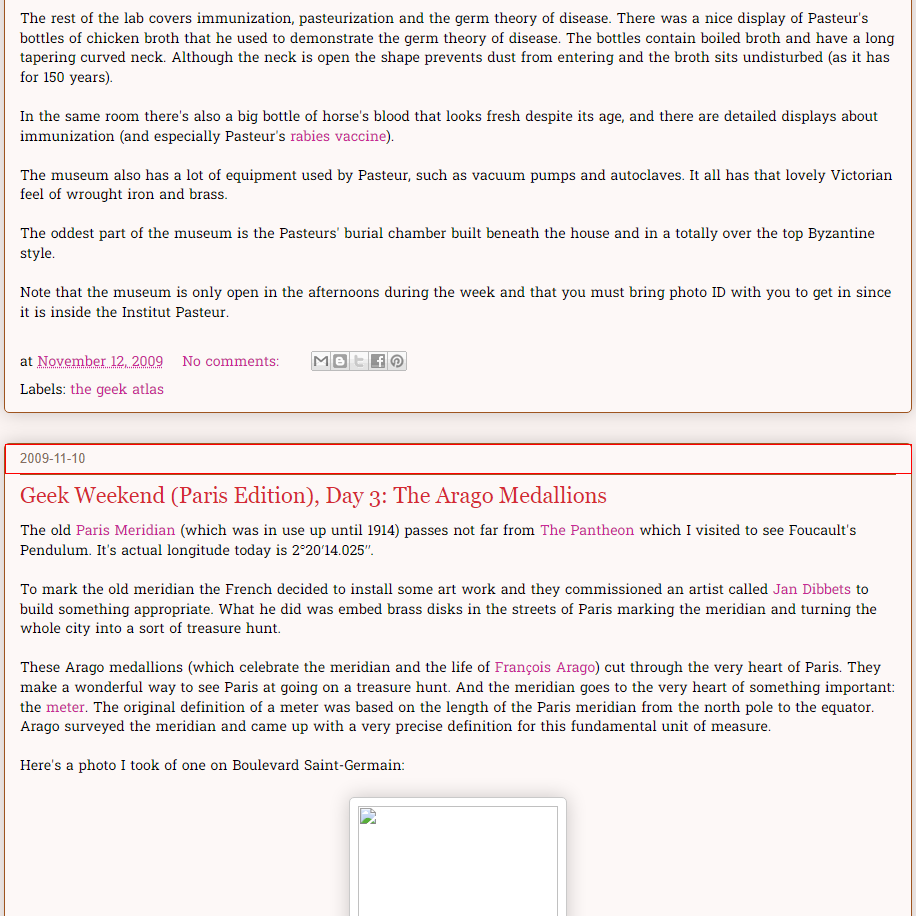 The rest of the lab covers immunization, pasteurization and the germ theory of disease. There was a nice display of Pasteur's
bottles of chicken broth that he used to demonstrate the germ theory of disease. The bottles contain boiled broth and have a long
tapering curved neck. Although the neck is open the shape prevents dust from entering and the broth sits undisturbed (as it has
for 150 years).
In the same room there's also a big bottle of horse's blood that looks fresh despite its age, and there are detailed displays about
immunization (and especially Pasteur's rabies vaccine).
The museum also has a lot of equipment used by Pasteur, such as vacuum pumps and autoclaves. It all has that lovely Victorian
feel of wrought iron and brass.
The oddest part of the museum is the Pasteurs' burial chamber built beneath the house and in a totally over the top Byzantine
style.
Note that the museum is only open in the afternoons during the week and that you must bring photo ID with you to get in since
it is inside the Institut Pasteur.
at November 12, 2009 No comments:
Labels: the geek atlas
2009-11-10
Geek Weekend (Paris Edition), Day 3: The Arago Medallions
The old Paris Meridian (which was in use up until 1914) passes not far from The Pantheon which I visited to see Foucault's
Pendulum. It's actual longitude today is 2°20′14.025″.
To mark the old meridian the French decided to install some art work and they commissioned an artist called Jan Dibbets to
build something appropriate. What he did was embed brass disks in the streets of Paris marking the meridian and turning the
whole city into a sort of treasure hunt.
These Arago medallions (which celebrate the meridian and the life of François Arago) cut through the very heart of Paris. They
make a wonderful way to see Paris at going on a treasure hunt. And the meridian goes to the very heart of something important:
the meter. The original definition of a meter was based on the length of the Paris meridian from the north pole to the equator.
Arago surveyed the meridian and came up with a very precise definition for this fundamental unit of measure.
Here's a photo I took of one on Boulevard Saint-Germain: